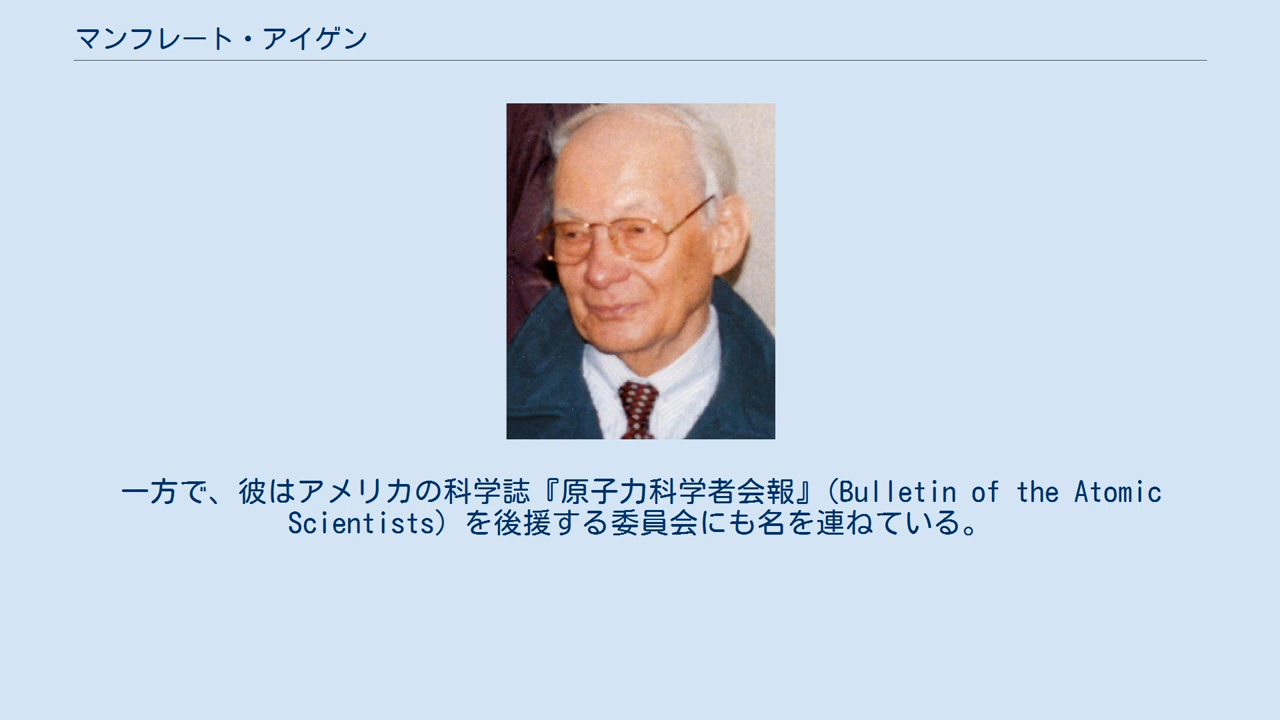 マンフレート・アイゲン
一方で、彼はアメリカの科学誌『原子力科学者会報』(Bulletin of the Atomic
Scientists) を後援する委員会にも名を連ねている。